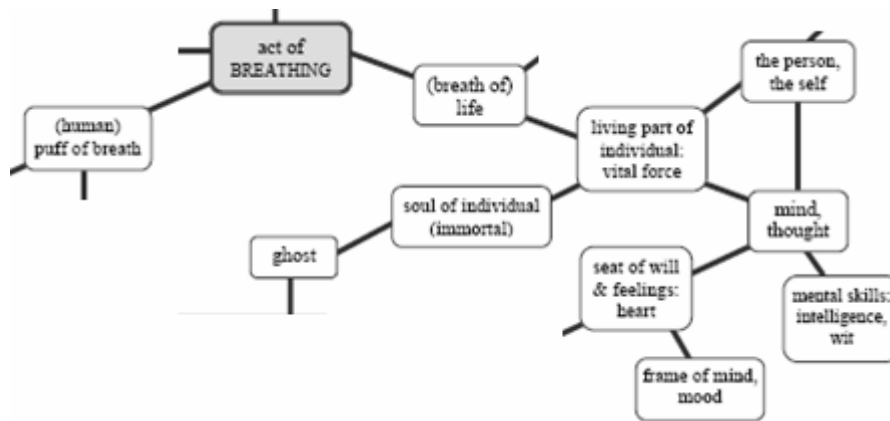 act of
BREATHING
(breath of)
life
the person,
the self
(human)
puff of breath
living part of
individual:
vital force
soul of individual
(immortal)
mind,
thought
ghost
seat of will
& feelings:
heart
mental skills:
intelligence,
wit
frame of mind,
mood